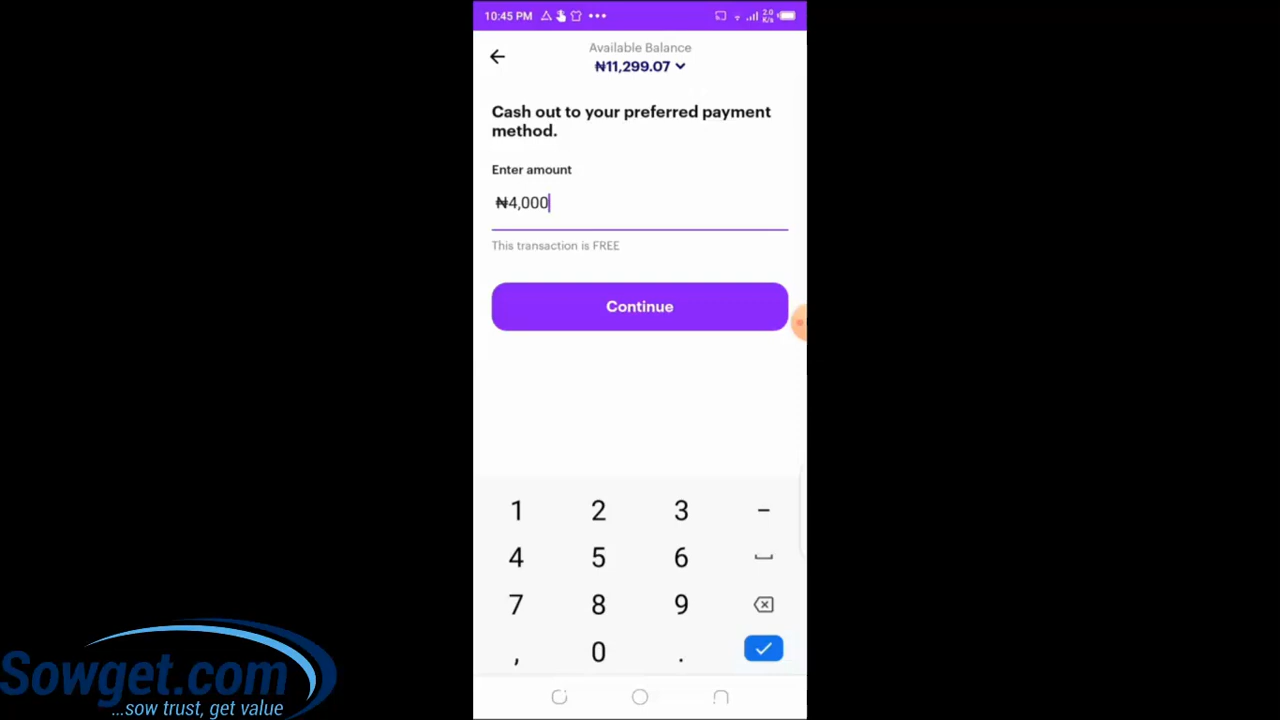 10:45 PM
2.0
K/s
Available Balance
₦11,299.07
Cash out to your preferred payment
method.
Enter amount
₦4,000
This transaction is FREE
Continue
1 2 3 -
4 5 6
7 8 9
, 0 .
Sowget.com
...sow trust, get value